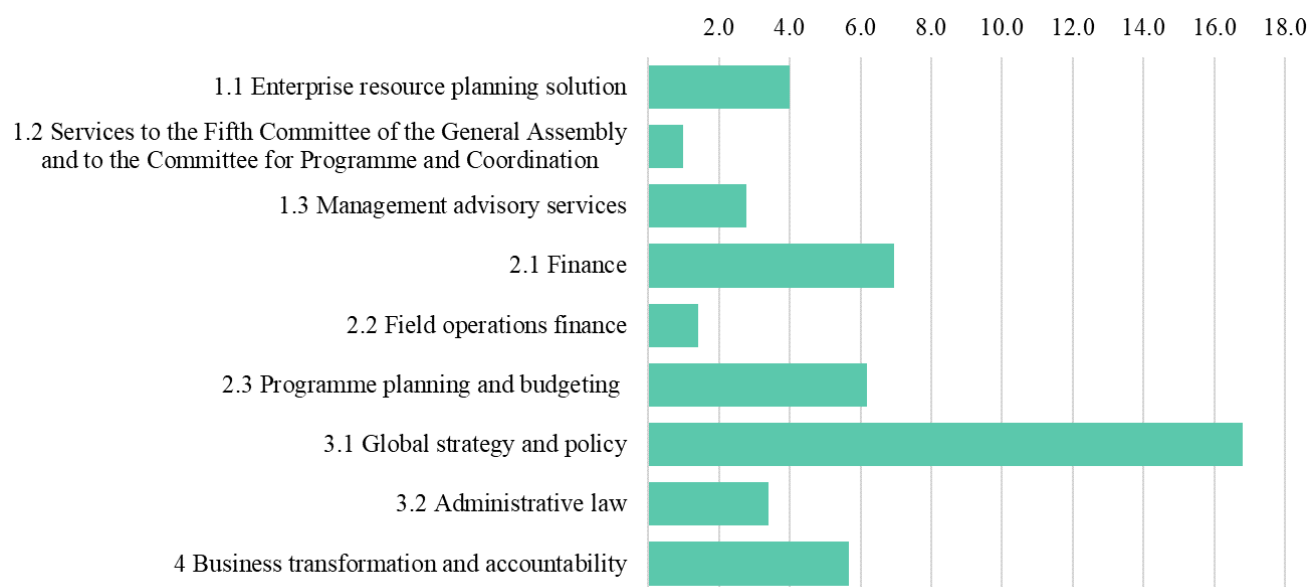 2.0 4.0 6.0 8.0 10.0 12.0 14.0 16.0 18.0
1.1 Enterprise resource planning solution
1.2 Services to the Fifth Committee of the General Assembly
and to the Committee for Programme and Coordination
1.3 Management advisory services
2.1 Finance
2.2 Field operations finance
2.3 Programme planning and budgeting
3.1 Global strategy and policy
3.2 Administrative law
4 Business transformation and accountability